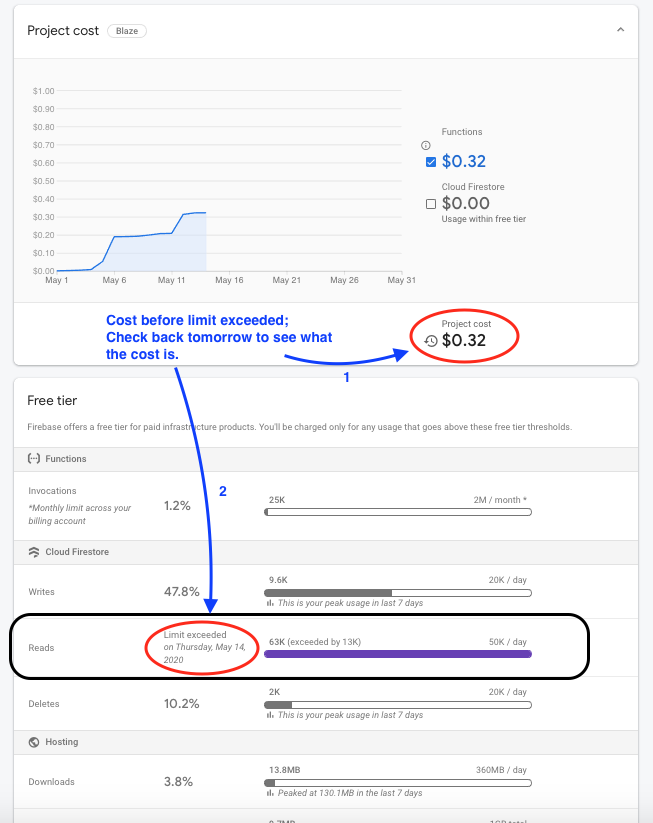 Project cost Blaze
$1.00
$0.90
$0.80
$0.70
$0.60
$0.50
$0.40
$0.30
$0.20
$0.10
$0.00
May 1 May 6 May 11 May 16 May 21 May 26 May 31
Functions
$0.32
Cloud Firestore
$0.00
Usage within free tier
Cost before limit exceeded;
Check back tomorrow to see what
the cost is.
1
Project cost
$0.32
Free tier
Firebase offers a free tier for paid infrastructure products. You'll be charged only for any usage that goes above these free tier thresholds.
Functions
Invocations
*Monthly limit across your
billing account
1.2%
25K 2M / month *
2
Cloud Firestore
Writes
47.8%
9.6K 20K / day
This is your peak usage in last 7 days
Reads
Limit exceeded
on Thursday, May 14,
2020
63K (exceeded by 13K) 50K / day
Deletes
10.2%
2K 20K / day
This is your peak usage in last 7 days
Hosting
Downloads
3.8%
13.8MB 360MB / day
Peaked at 130.1MB in the last 7 days